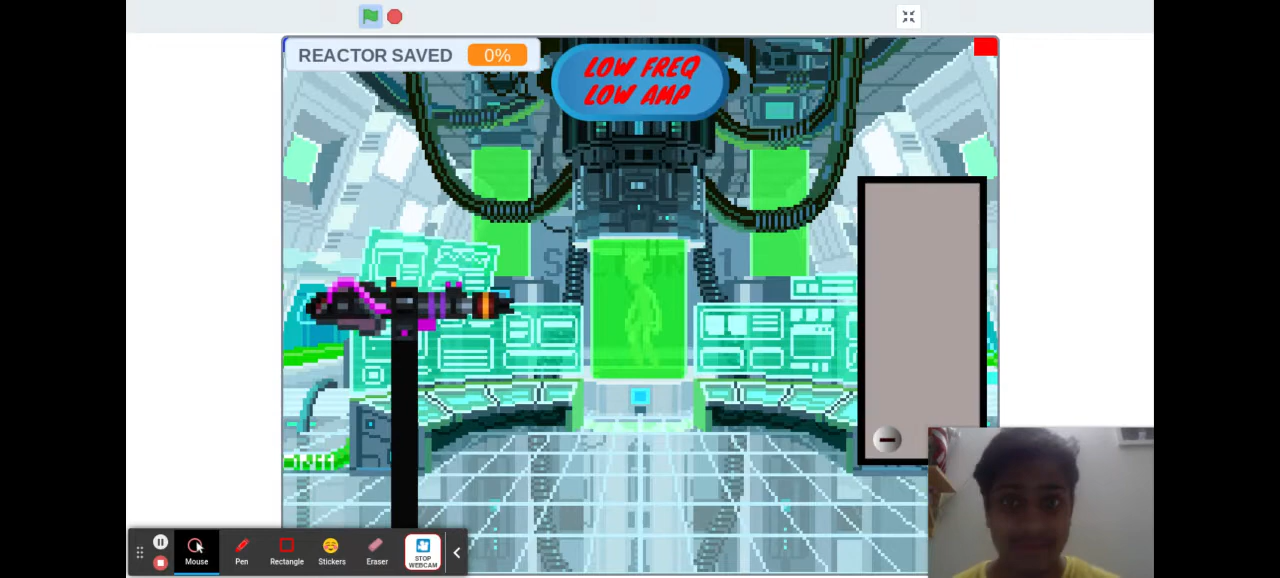 REACTOR SAVED 0%
LOW FREQ
LOW AMP
Mouse
Pen
Rectangle
Stickers
Eraser
STOP
WEBCAM